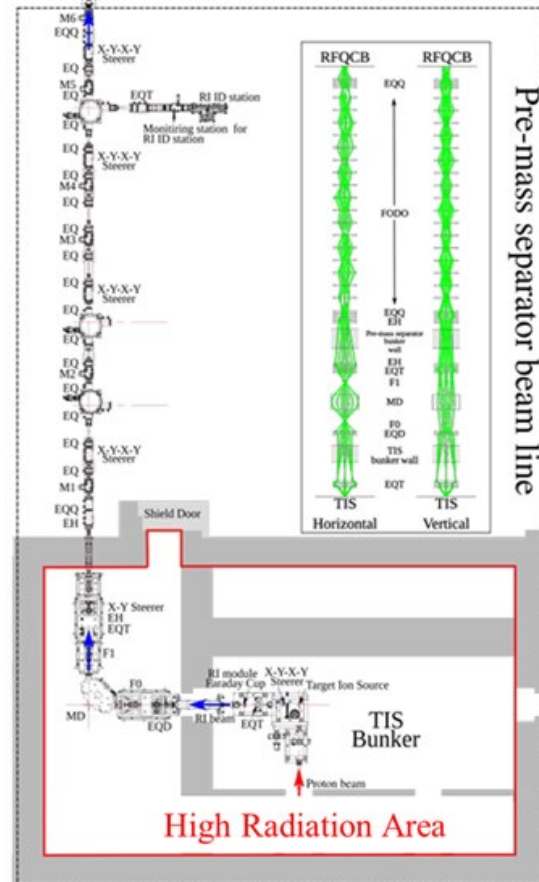 M6
EQQ
X-Y-X-Y
Steerer
EQ
M5
EQ
EQ
EQT
RI ID station
Monitiring station for
RI ID station
EQ
X-Y-X-Y
Steerer
EQ
M4
EQ
EQ
M3
EQ
EQ
X-Y-X-Y
Steerer
EQ
EQ
EQ
M2
EQ
EQ
EQ
X-Y-X-Y
Steerer
EQ
M1
EQQ
EH
RFQCB
RFQCB
EQQ
FODO
EQQ
EH
Pre-mass separator
bunker
wall
EH
EQT
F1
MD
F0
EQD
TIS
bunker wall
EQT
TIS
TIS
Horizontal
Vertical
Pre-mass separator beam line
Shield Door
X-Y Steerer
EH
EQT
F1
MD
F0
EQD
RI module
Faraday Cup
RI beam
EQT
X-Y-X-Y
Steerer
Target Ion Source
TIS
Bunker
Proton beam
High Radiation Area